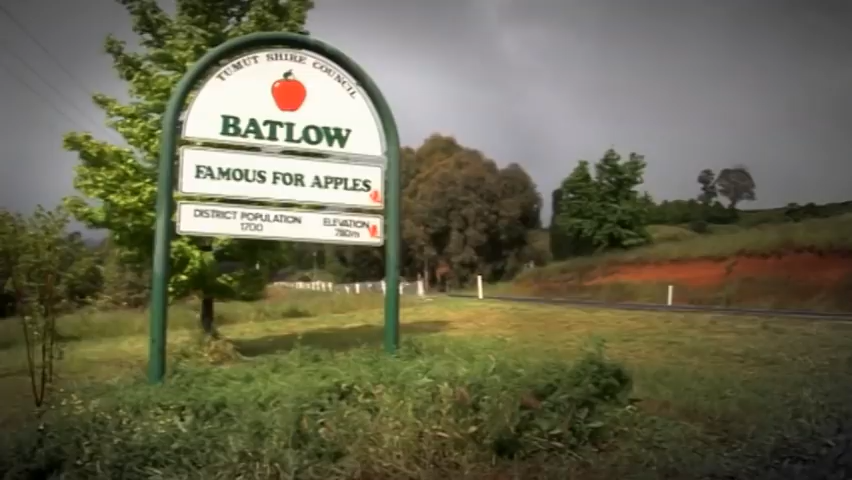 TUMUT SHIRE COUNCIL
BATLOW
FAMOUS FOR APPLES
DISTRICT POPULATION ELEVATION
1700 780m